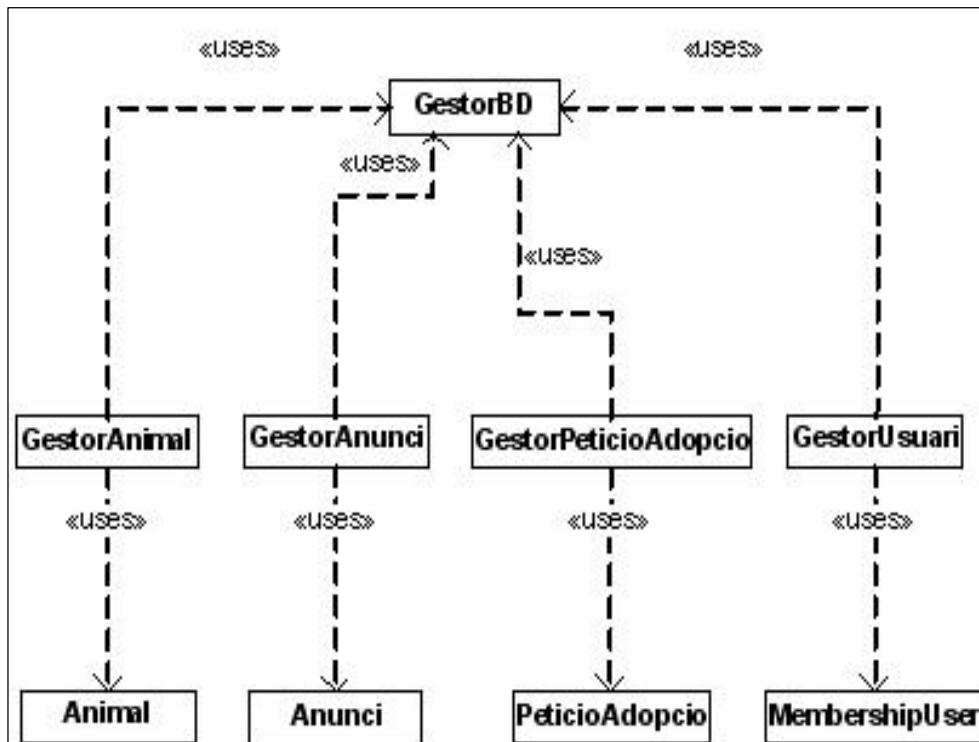 «uses»
«uses»
GestorBD
«uses»
«uses»
GestorAnimal
GestorAnunci
GestorPeticioAdopcio
GestorUsuari
«uses»
«uses»
«uses»
«uses»
Animal
Anunci
PeticioAdopcio
MembershipUser